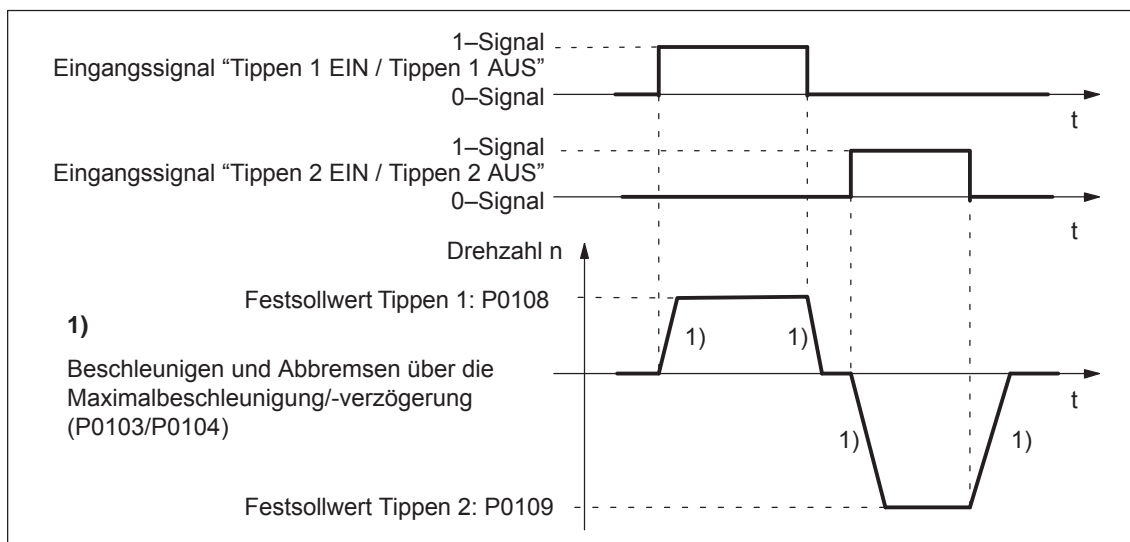 1–Signal
Eingangssignal “Tippen 1 EIN / Tippen 1 AUS”
0–Signal
t
1–Signal
Eingangssignal “Tippen 2 EIN / Tippen 2 AUS”
0–Signal
t
Drehzahl n
Festsollwert Tippen 1: P0108
1)
1)
1)
Beschleunigen und Abbremsen über die
Maximalbeschleunigung/-verzögerung
(P0103/P0104)
t
1)
1)
Festsollwert Tippen 2: P0109